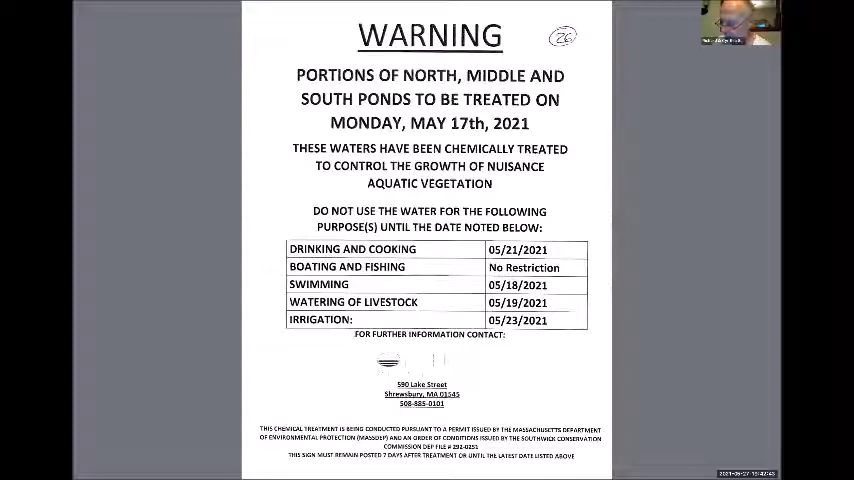 WARNING
26
PORTIONS OF NORTH, MIDDLE AND
SOUTH PONDS TO BE TREATED ON
MONDAY, MAY 17th, 2021
THESE WATERS HAVE BEEN CHEMICALLY TREATED
TO CONTROL THE GROWTH OF NUISANCE
AQUATIC VEGETATION
DO NOT USE THE WATER FOR THE FOLLOWING
PURPOSE(S) UNTIL THE DATE NOTED BELOW:
DRINKING AND COOKING 05/21/2021
BOATING AND FISHING No Restriction
SWIMMING 05/18/2021
WATERING OF LIVESTOCK 05/19/2021
IRRIGATION: 05/23/2021
FOR FURTHER INFORMATION CONTACT:
590 Lake Street
Shrewsbury, MA 01545
508-885-0101
THIS CHEMICAL TREATMENT IS BEING CONDUCTED PURSUANT TO A PERMIT ISSUED BY THE MASSACHUSETTS DEPARTMENT
OF ENVIRONMENTAL PROTECTION (MASSDEP) AND AN ORDER OF CONDITIONS ISSUED BY THE SOUTHWICK CONSERVATION
COMMISSION DEP FILE # 292-0251
THIS SIGN MUST REMAIN POSTED 7 DAYS AFTER TREATMENT OR UNTIL THE LATEST DATE LISTED ABOVE